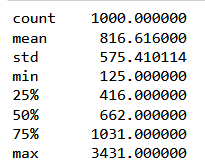 count 1000.000000
mean 816.616000
std 575.410114
min 125.000000
25% 416.000000
50% 662.000000
75% 1031.000000
max 3431.000000